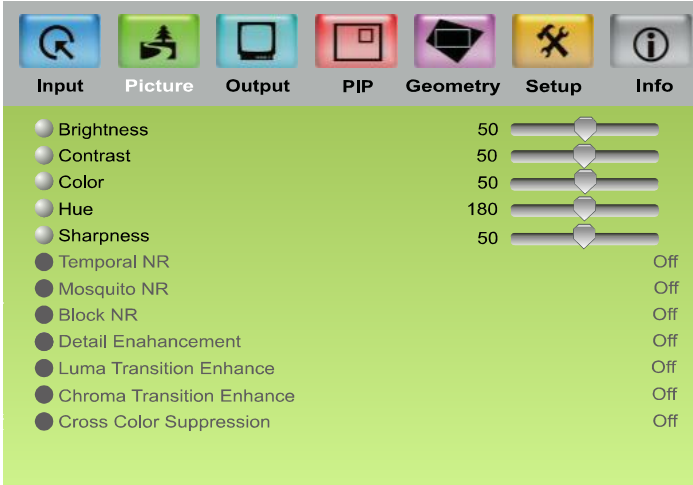 Input Picture Output PIP Geometry Setup Info
Brightness 50
Contrast 50
Color 50
Hue 180
Sharpness 50
Temporal NR Off
Mosquito NR Off
Block NR Off
Detail Enahancement Off
Luma Transition Enhance Off
Chroma Transition Enhance Off
Cross Color Suppression Off